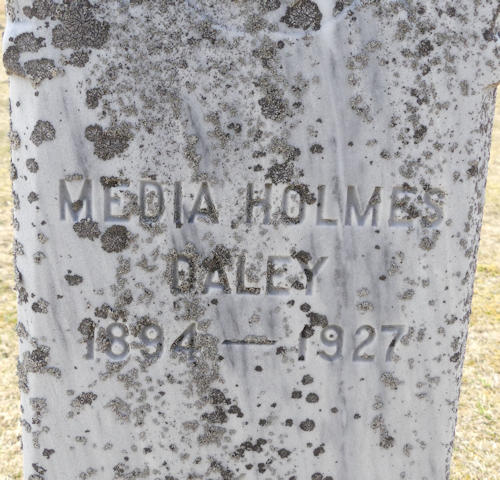 MEDIA HOLMES
DALEY
1894 — 1927